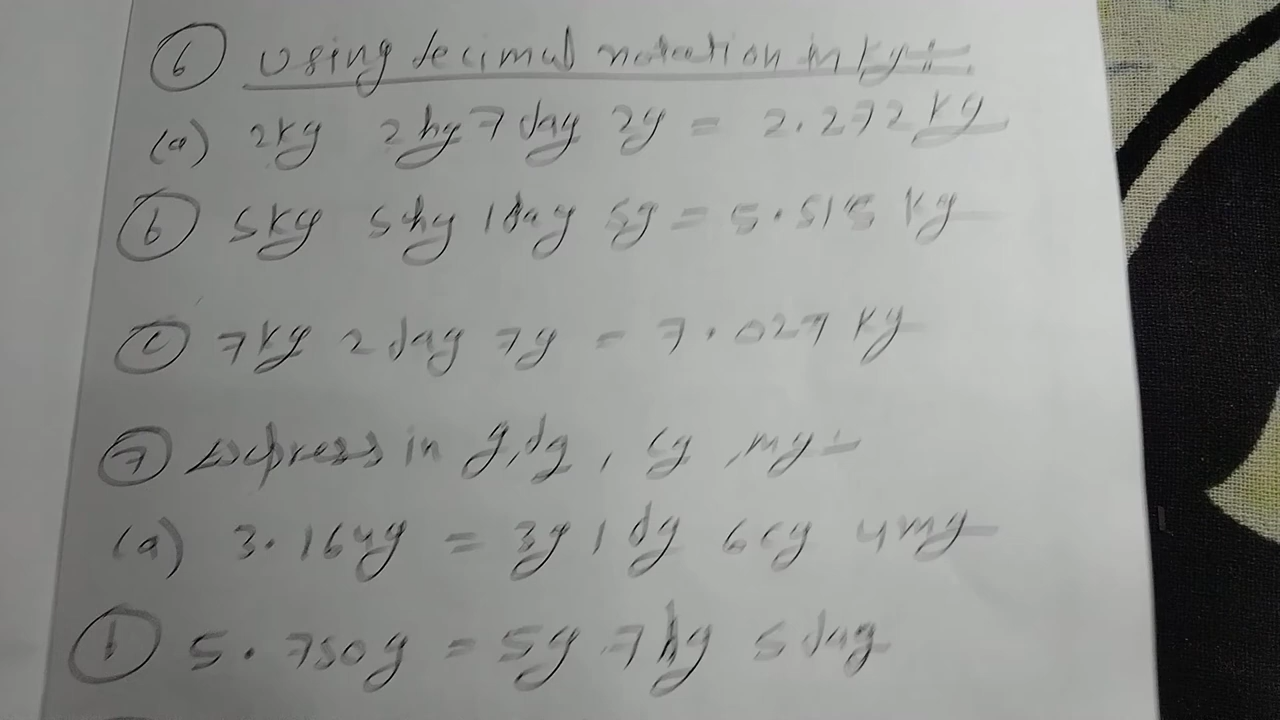 6 Using decimal notation in kg :-
(a) 2kg 2hg 7dag 2g = 2.272 kg
(b) 5kg 5hg 1dag 5g = 5.515 kg
(c) 7kg 2dag 7g = 7.027 kg
7 Express in g, dg, cg, mg :-
(a) 3.164g = 3g 1dg 6cg 4mg
(b) 5.750g = 5g 7hg 5dag